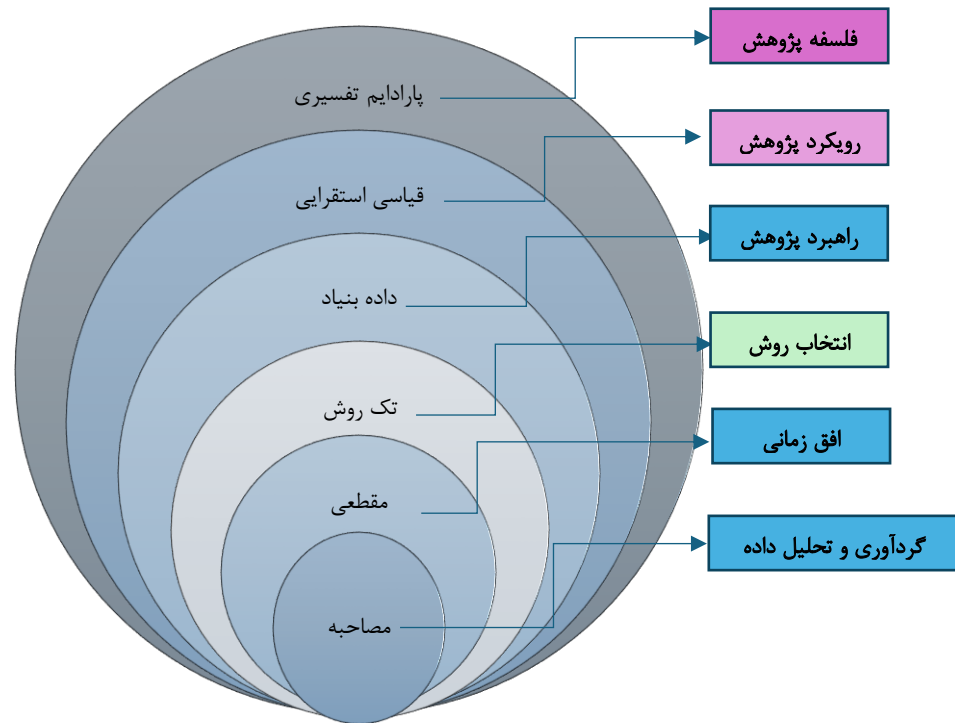 فلسفه پژوهش
پارادایم تفسیری
رویکرد پژوهش
قیاسی استقرایی
راهبرد پژوهش
داده بنیاد
انتخاب روش
تک روش
افق زمانی
مقطعی
گردآوری و تحلیل داده
مصاحبه